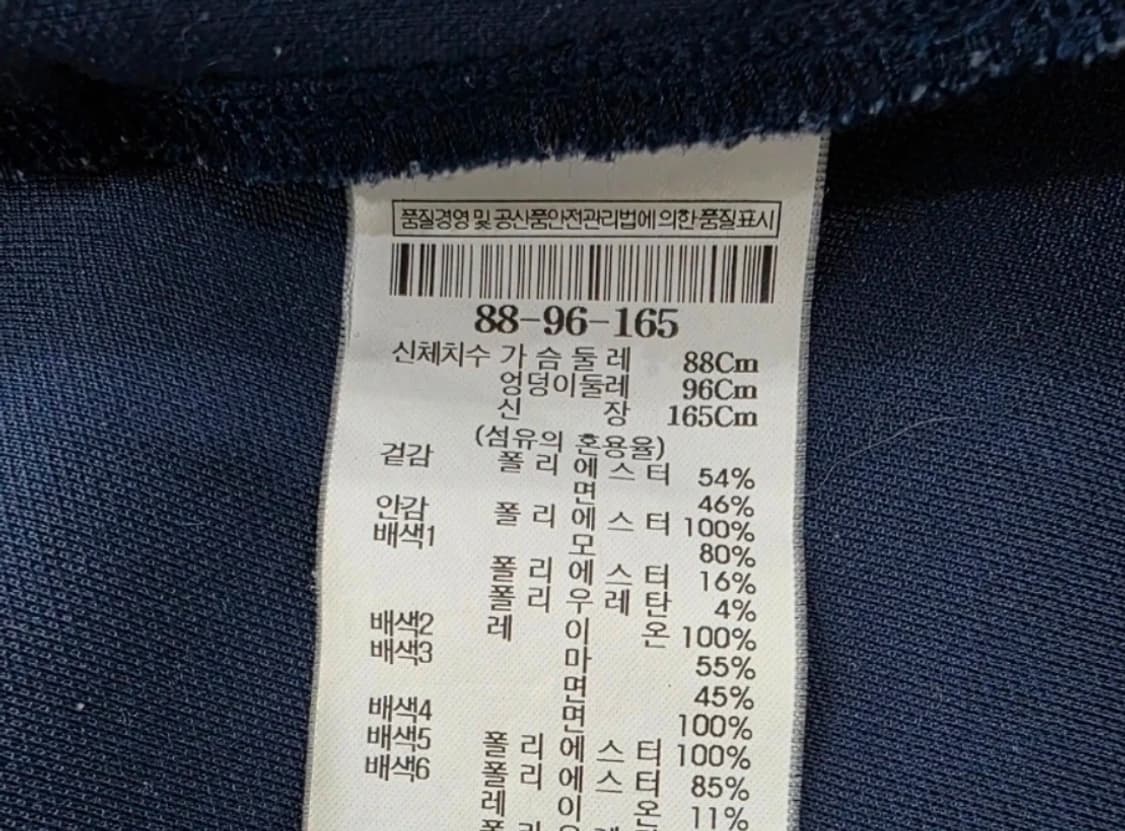 품질경영 및 공산품안전관리법에 의한 품질표시
88-96-165
신체치수 가슴둘레 88Cm
엉덩이둘레 96Cm
신장 165Cm
(섬유의 혼용율)
겉감 폴리에스터 54%
면 46%
안감 폴리에스터 100%
배색1 모 80%
폴리에스터 16%
폴리우레탄 4%
배색2 레이온 100%
배색3 마 55%
면 45%
배색4 면 100%
배색5 폴리에스터 100%
배색6 폴리에스터 85%
레이온 11%